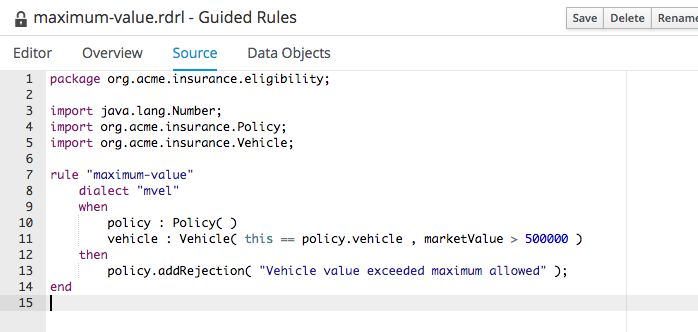 maximum-value.rdrl - Guided Rules
Save Delete Rename
Editor Overview Source Data Objects
1 package org.acme.insurance.eligibility;
2
3 import java.lang.Number;
4 import org.acme.insurance.Policy;
5 import org.acme.insurance.Vehicle;
6
7 rule "maximum-value"
8 dialect "mvel"
9 when
10 policy : Policy( )
11 vehicle : Vehicle( this == policy.vehicle , marketValue > 500000 )
12 then
13 policy.addRejection( "Vehicle value exceeded maximum allowed" );
14 end
15